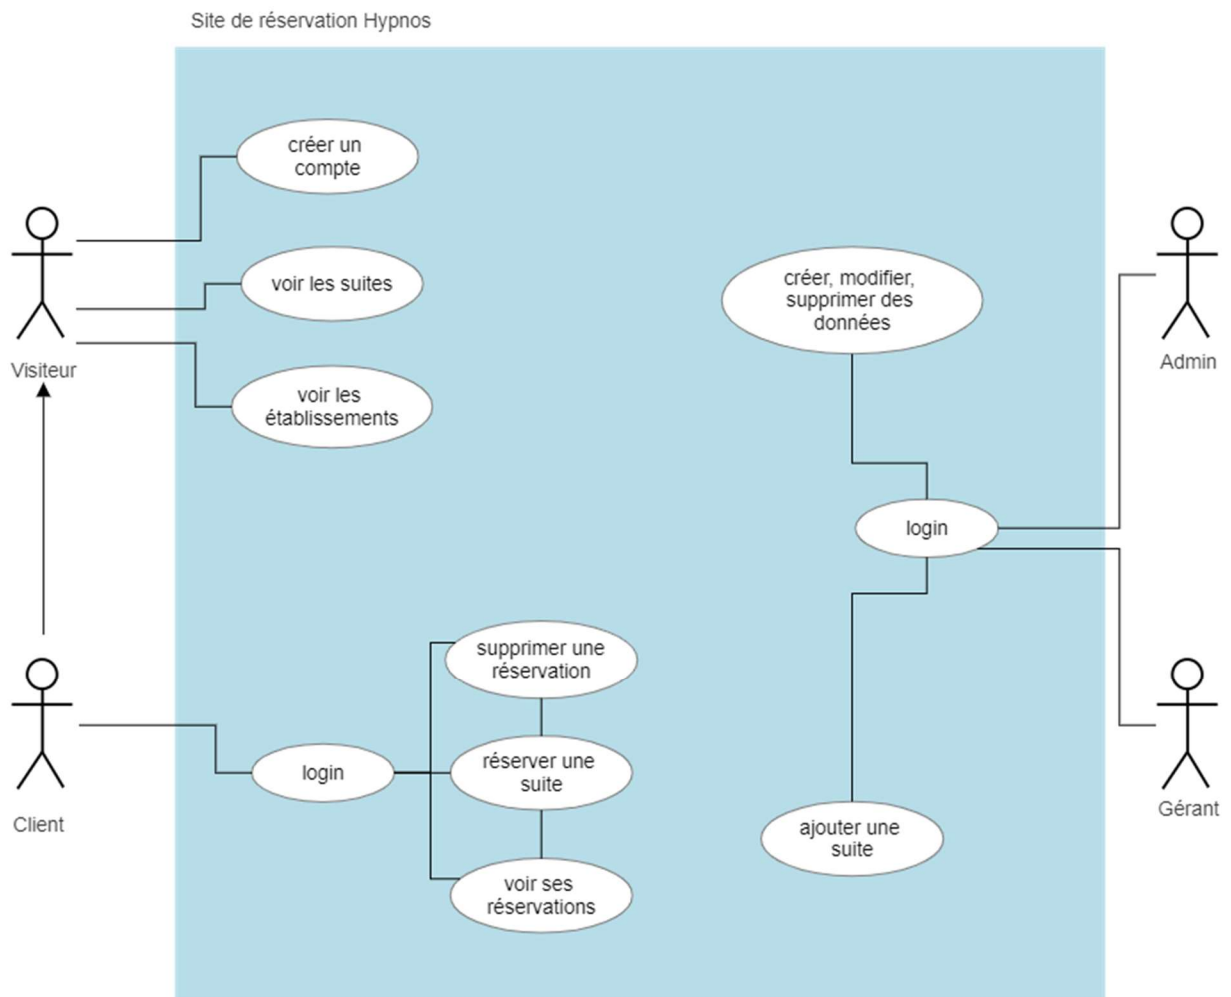 Site de réservation Hypnos
créer un
compte
voir les suites
voir les
établissements
Visiteur
créer, modifier,
supprimer des
données
Admin
login
supprimer une
réservation
réserver une
suite
login
voir ses
réservations
Client
ajouter une
suite
Gérant